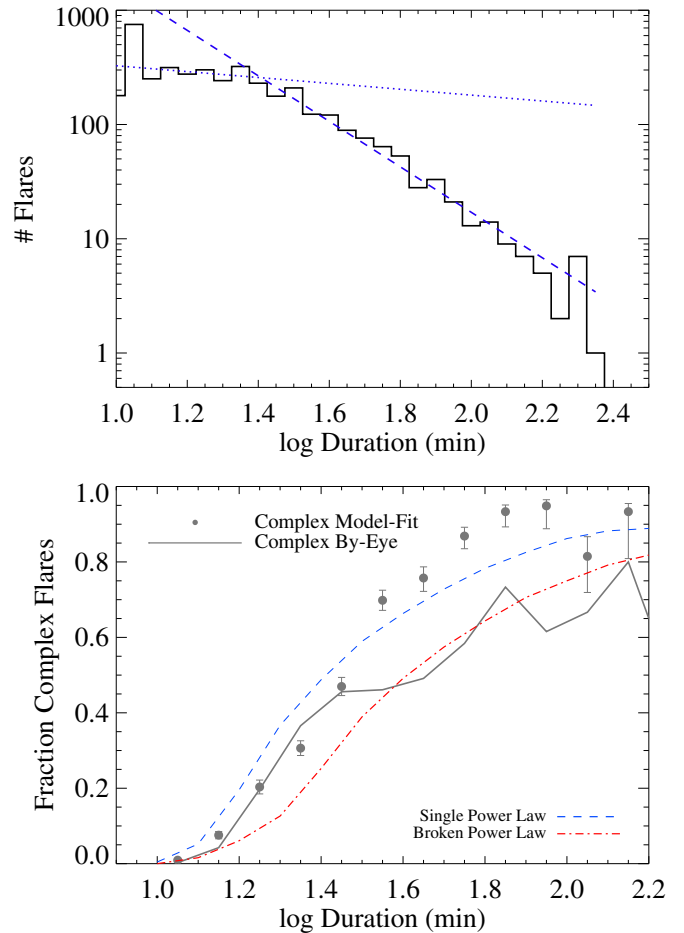 1000
100
10
1
# Flares
1.0 1.2 1.4 1.6 1.8 2.0 2.2 2.4
log Duration (min)
1.0
0.8
0.6
0.4
0.2
0.0
Fraction Complex Flares
Complex Model-Fit
Complex By-Eye
Single Power Law
Broken Power Law
1.0 1.2 1.4 1.6 1.8 2.0 2.2
log Duration (min)